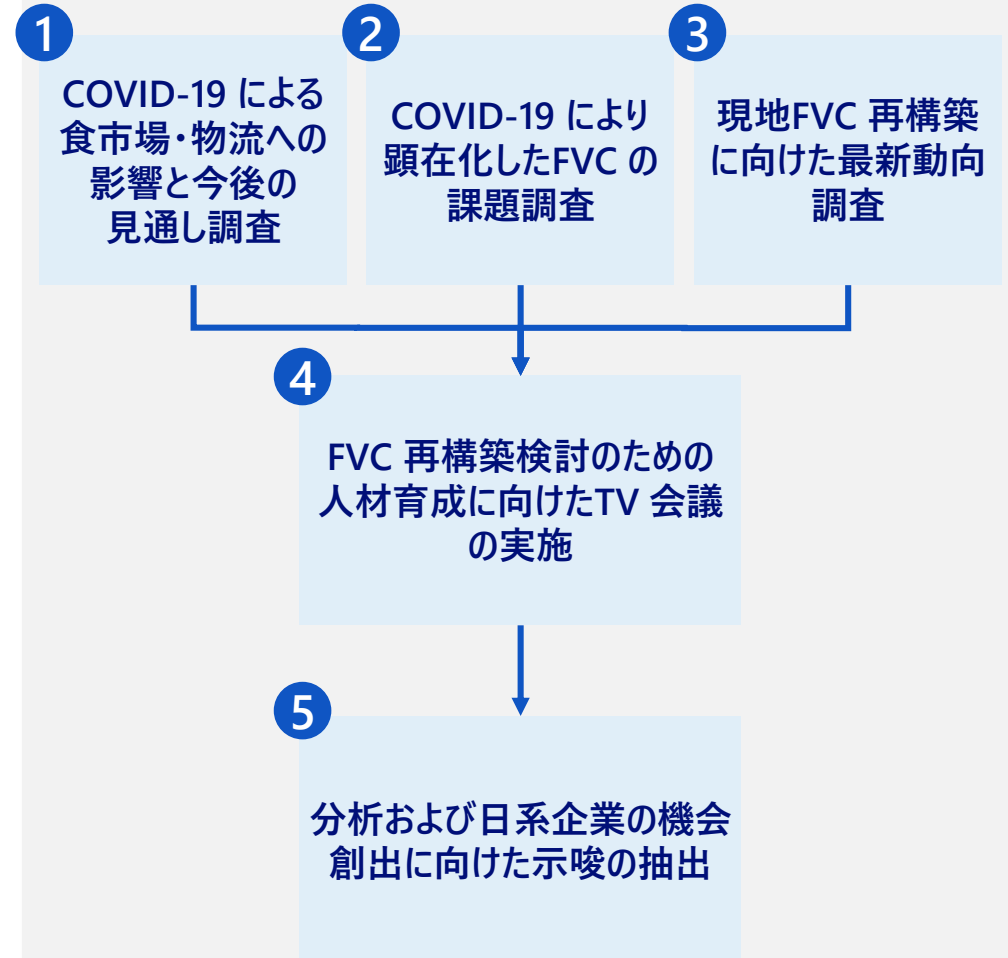 1
COVID-19 による
食市場・物流への
影響と今後の
見通し調査
2
COVID-19 により
顕在化したFVC の
課題調査
3
現地FVC 再構築
に向けた最新動向
調査
4
FVC 再構築検討のための
人材育成に向けたTV 会議
の実施
5
分析および日系企業の機会
創出に向けた示唆の抽出